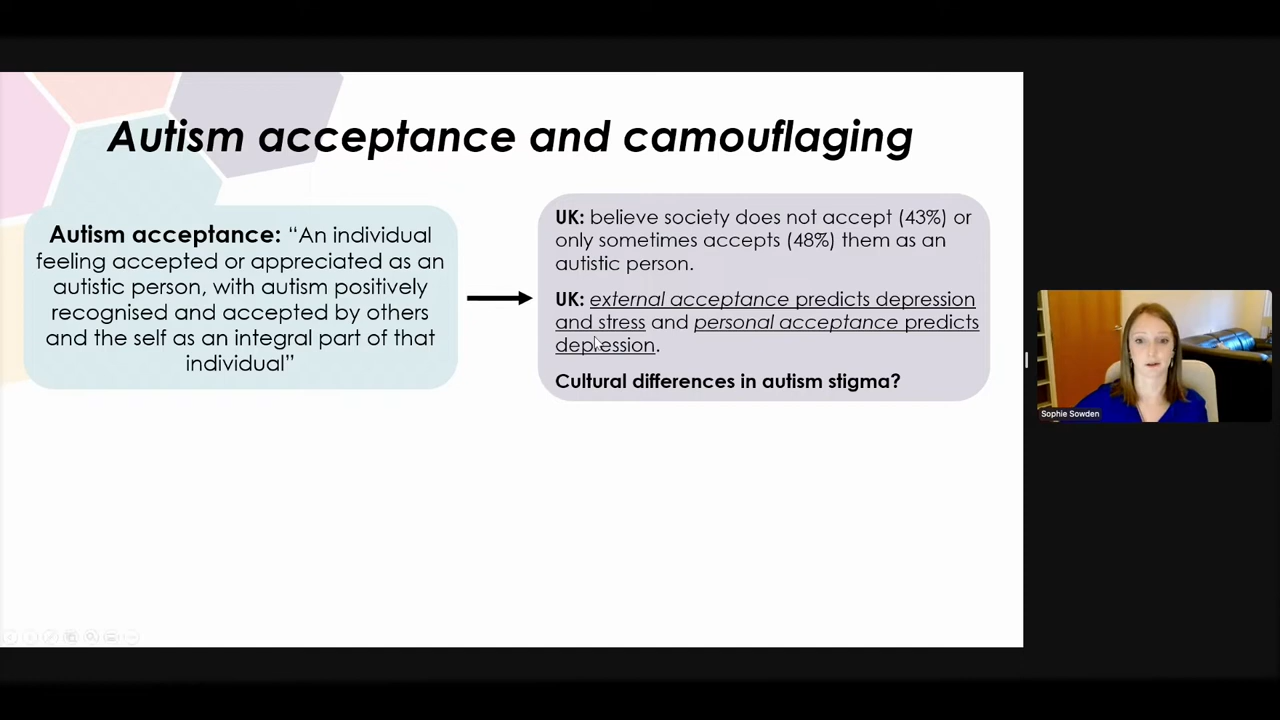 Autism acceptance and camouflaging
Autism acceptance: “An individual
feeling accepted or appreciated as an
autistic person, with autism positively
recognised and accepted by others
and the self as an integral part of that
individual”
UK: believe society does not accept (43%) or
only sometimes accepts (48%) them as an
autistic person.
UK: external acceptance predicts depression
and stress and personal acceptance predicts
depression.
Cultural differences in autism stigma?
Sophie Sowden